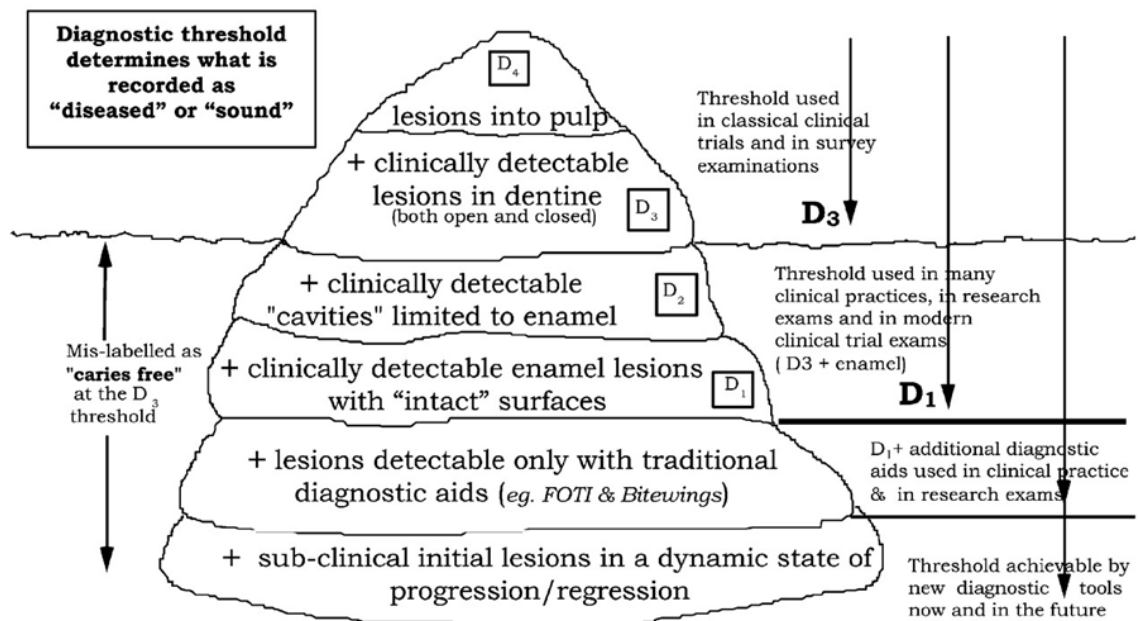 Diagnostic threshold
determines what is
recorded as
“diseased” or “sound”
D4
lesions into pulp
+ clinically detectable
lesions in dentine
(both open and closed)
D3
+ clinically detectable
"cavities" limited to enamel
D2
+ clinically detectable enamel lesions
with “intact” surfaces
D1
+ lesions detectable only with traditional
diagnostic aids (eg. FOTI & Bitewings)
+ sub-clinical initial lesions in a dynamic state of
progression/regression
Mis-labelled as
"caries free"
at the D3
threshold
Threshold used
in classical clinical
trials and in survey
examinations
D3
Threshold used in many
clinical practices, in research
exams and in modern
clinical trial exams
( D3 + enamel)
D1
D1+ additional diagnostic
aids used in clinical practice
& in research exams
Threshold achievable by
new diagnostic tools
now and in the future